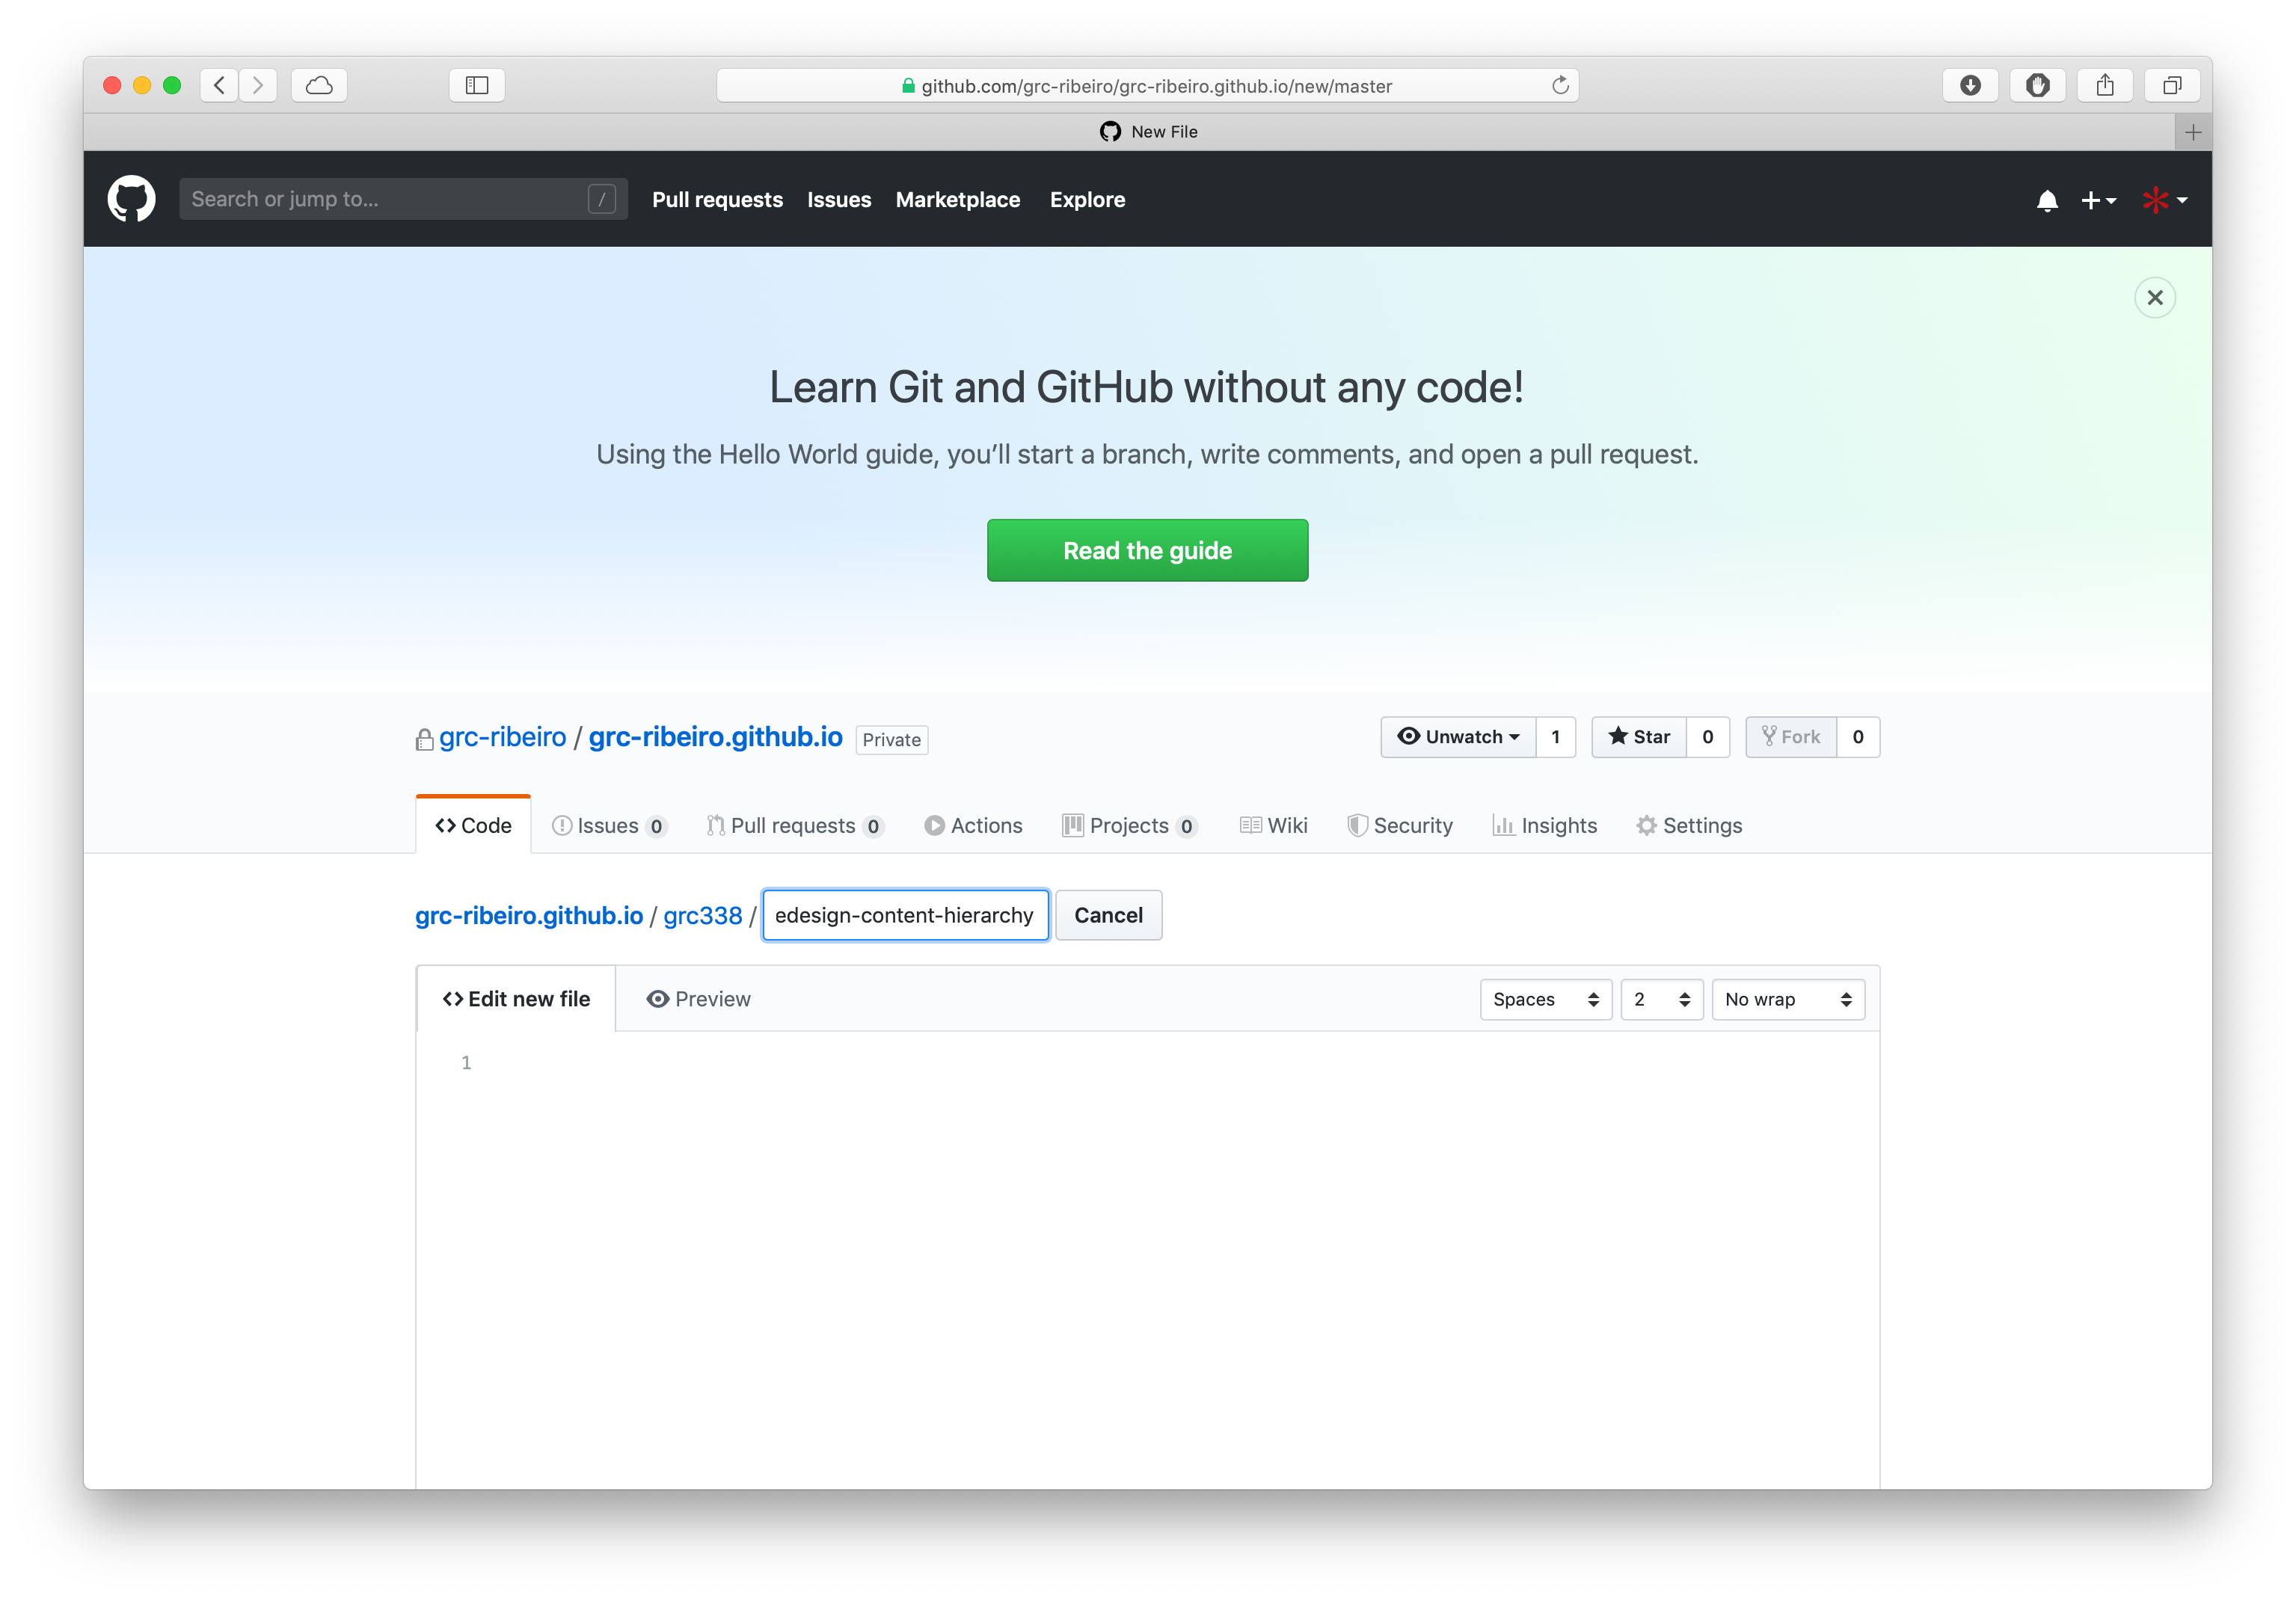 github.com/grc-ribeiro/grc-ribeiro.github.io/new/master
New File
Search or jump to... /
Pull requests Issues Marketplace Explore
Learn Git and GitHub without any code!
Using the Hello World guide, you’ll start a branch, write comments, and open a pull request.
Read the guide
grc-ribeiro / grc-ribeiro.github.io Private
Unwatch 1 Star 0 Fork 0
Code Issues 0 Pull requests 0 Actions Projects 0 Wiki Security Insights Settings
grc-ribeiro.github.io / grc338 / edesign-content-hierarchy Cancel
Edit new file Preview Spaces 2 No wrap
1